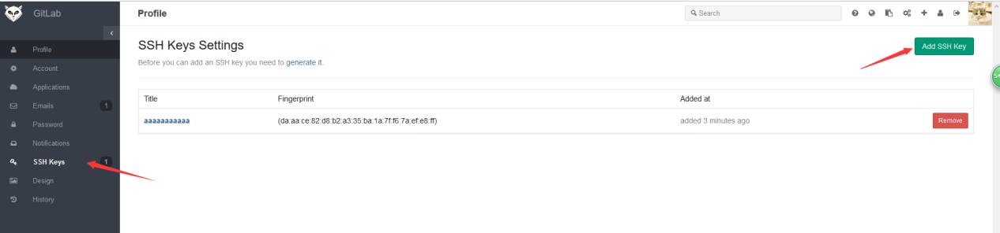 GitLab
Profile
Search
Profile
Account
Applications
Emails 1
Password
Notifications
SSH Keys 1
Design
History
SSH Keys Settings
Add SSH Key
Before you can add an SSH key you need to generate it.
Title Fingerprint Added at
aaaaaaaaaaa (da:aa:ce:82:d8:b2:a3:35:ba:1a:7f:f6:7a:ef:e8:ff) added 3 minutes ago Remove